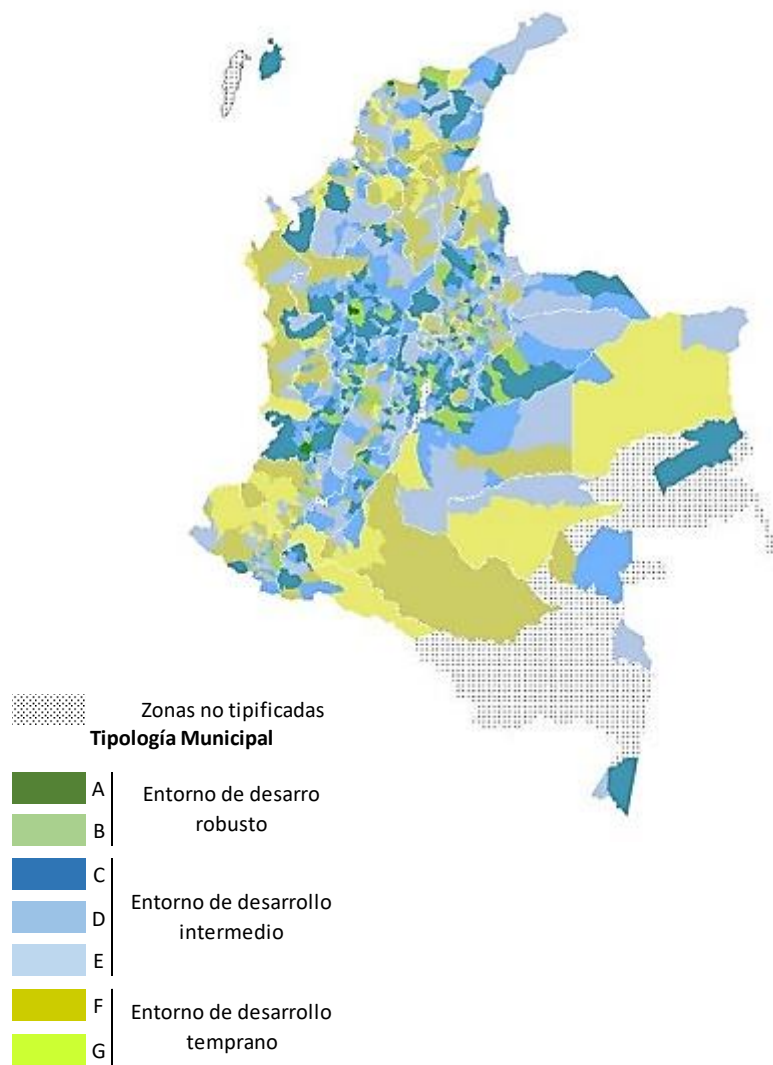 Zonas no tipificadas
Tipología Municipal
A
Entorno de desarro
robusto
B
C
Entorno de desarrollo
intermedio
D
E
F
Entorno de desarrollo
temprano
G